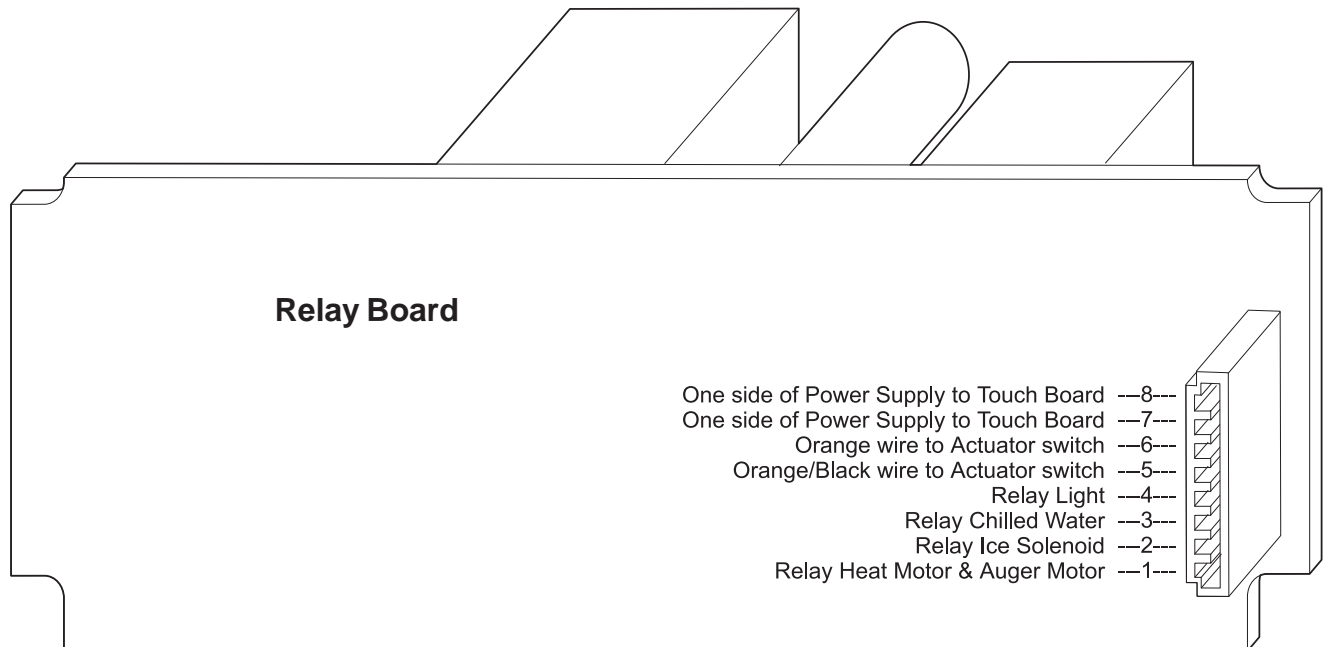 Relay Board
One side of Power Supply to Touch Board ---8---
One side of Power Supply to Touch Board ---7---
Orange wire to Actuator switch ---6---
Orange/Black wire to Actuator switch ---5---
Relay Light ---4---
Relay Chilled Water ---3---
Relay Ice Solenoid ---2---
Relay Heat Motor & Auger Motor ---1---